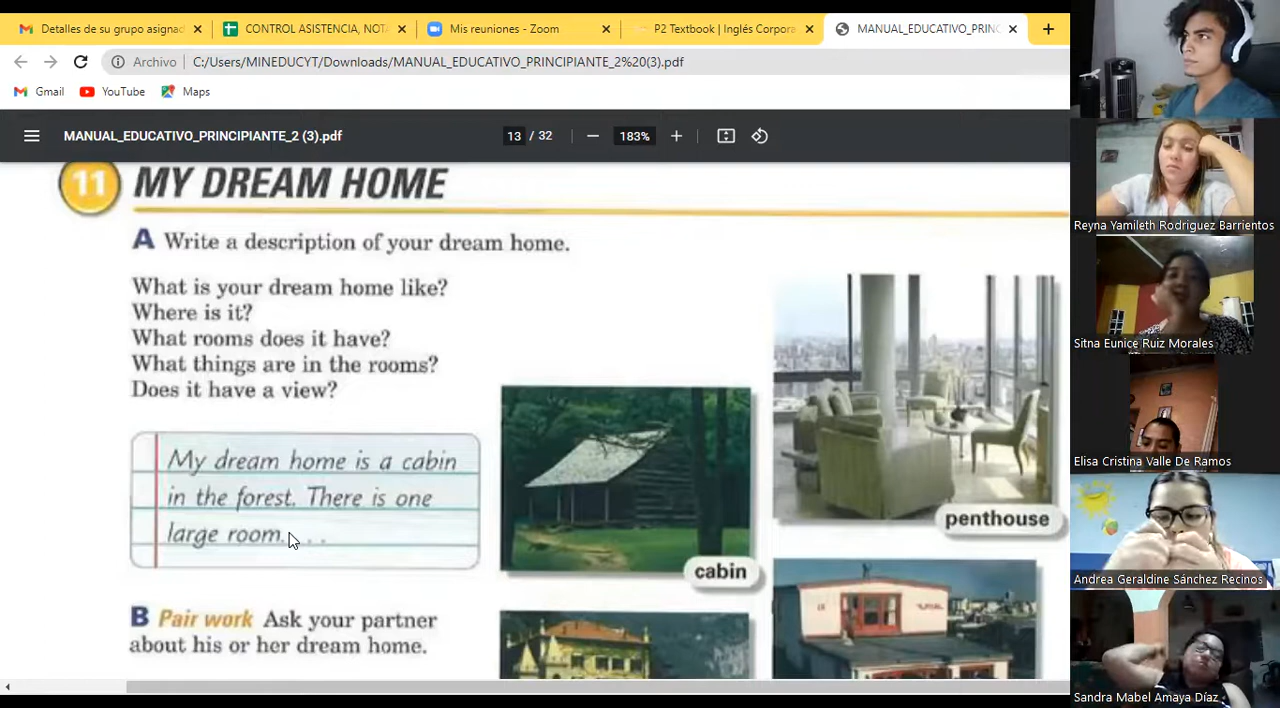 Detalles de su grupo asignad
CONTROL ASISTENCIA, NOT
Mis reuniones - Zoom
P2 Textbook | Inglés Corpora
MANUAL_EDUCATIVO_PRINC
Archivo
C:/Users/MINEDUCYT/Downloads/MANUAL_EDUCATIVO_PRINCIPIANTE_2%20(3).pdf
Gmail
YouTube
Maps
MANUAL_EDUCATIVO_PRINCIPIANTE_2 (3).pdf
13 / 32
183%
11 MY DREAM HOME
A Write a description of your dream home.
What is your dream home like?
Where is it?
What rooms does it have?
What things are in the rooms?
Does it have a view?
My dream home is a cabin
in the forest. There is one
large room. . . .
cabin
penthouse
B Pair work Ask your partner
about his or her dream home.
Reyna Yamileth Rodriguez Barrientos
Sitna Eunice Ruiz Morales
Elisa Cristina Valle De Ramos
Andrea Geraldine Sánchez Recinos
Sandra Mabel Amaya Díaz